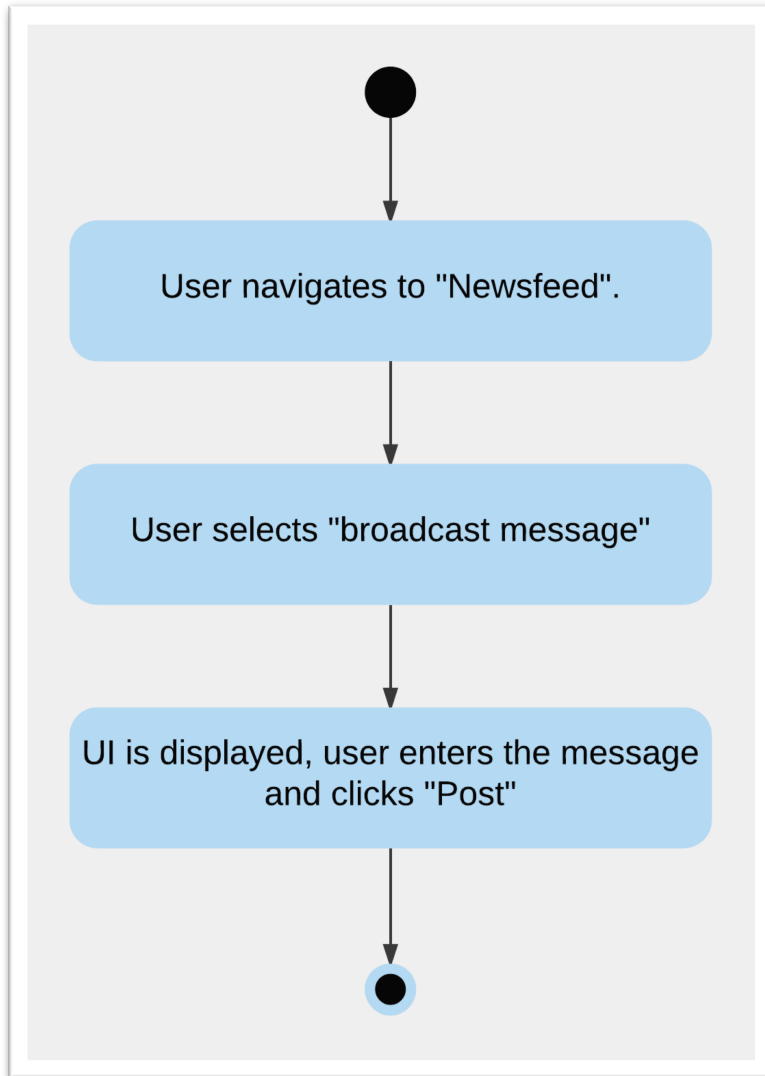 User navigates to "Newsfeed".
User selects "broadcast message"
UI is displayed, user enters the message
and clicks "Post"